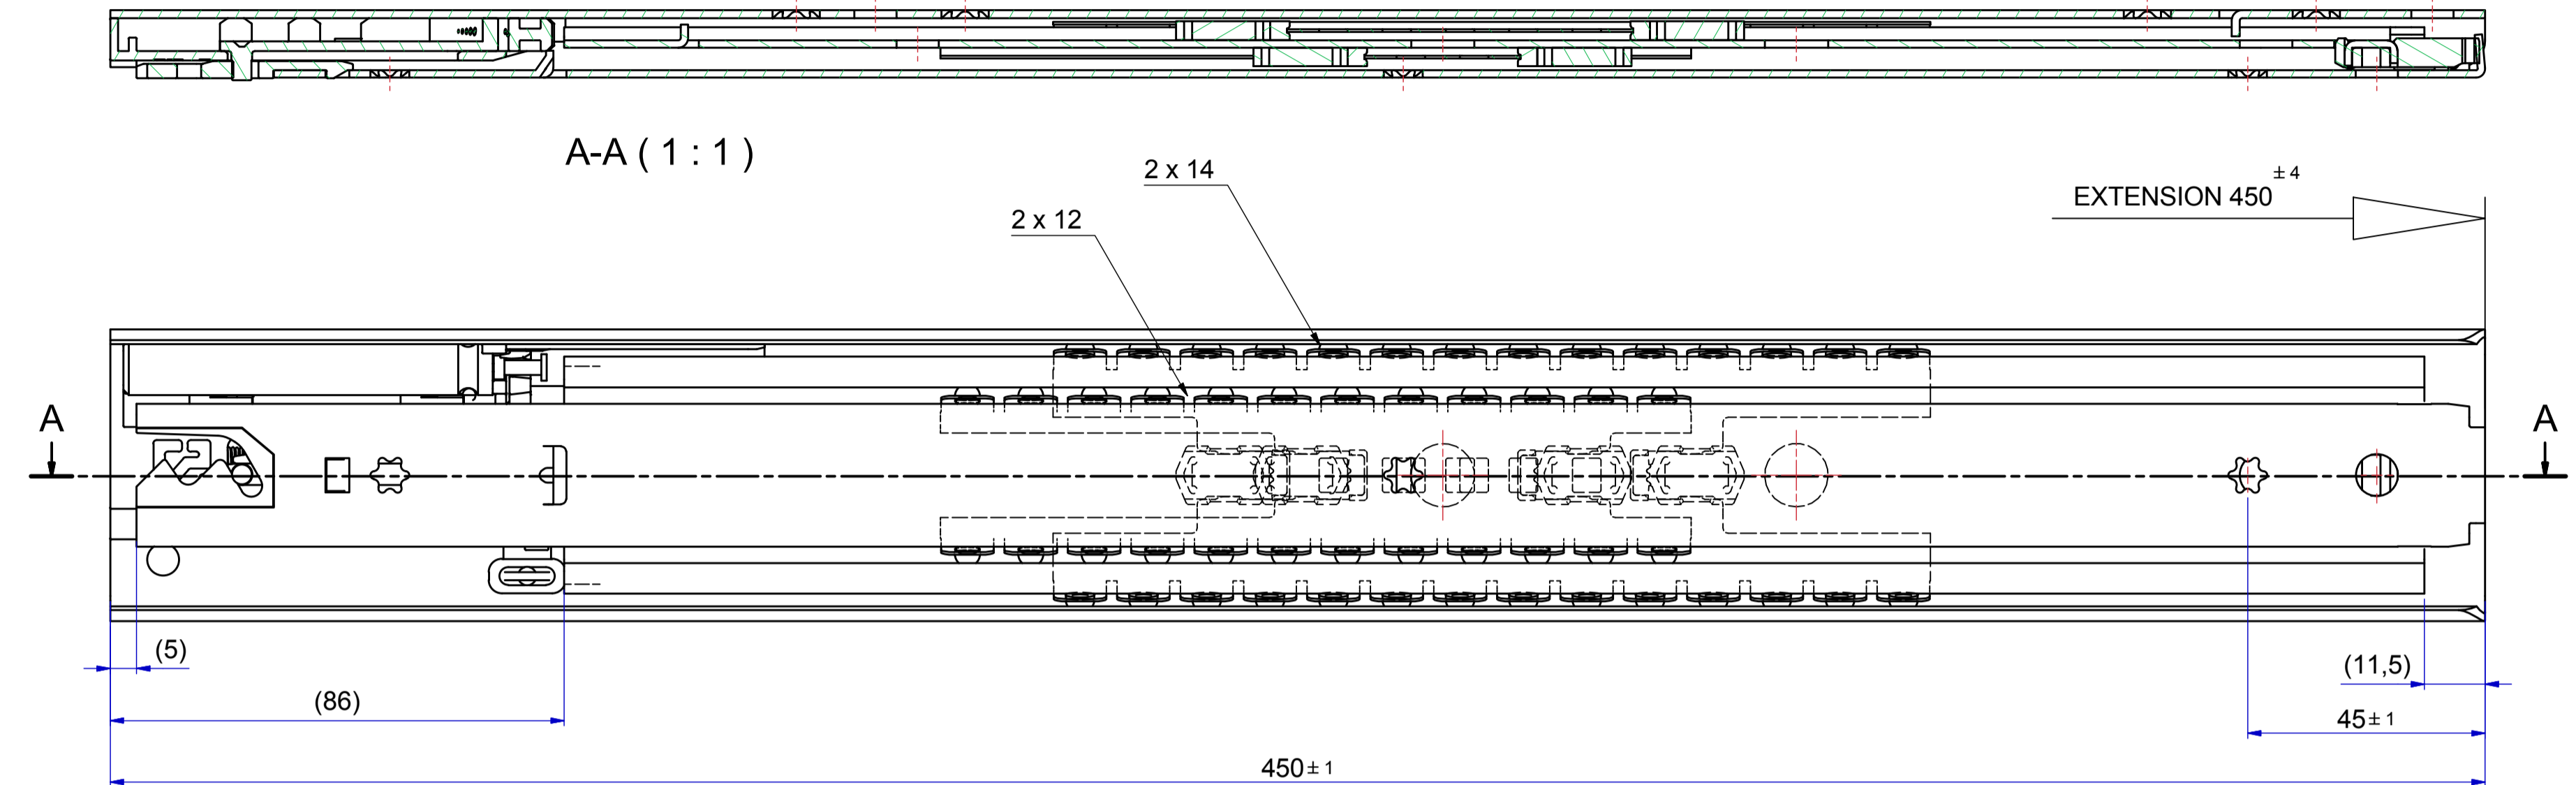 A-A ( 1 : 1 )
2 x 14
EXTENSION 450 ± 4
2 x 12
A
A
(5)
(11,5)
(86)
45 ± 1
450 ± 1